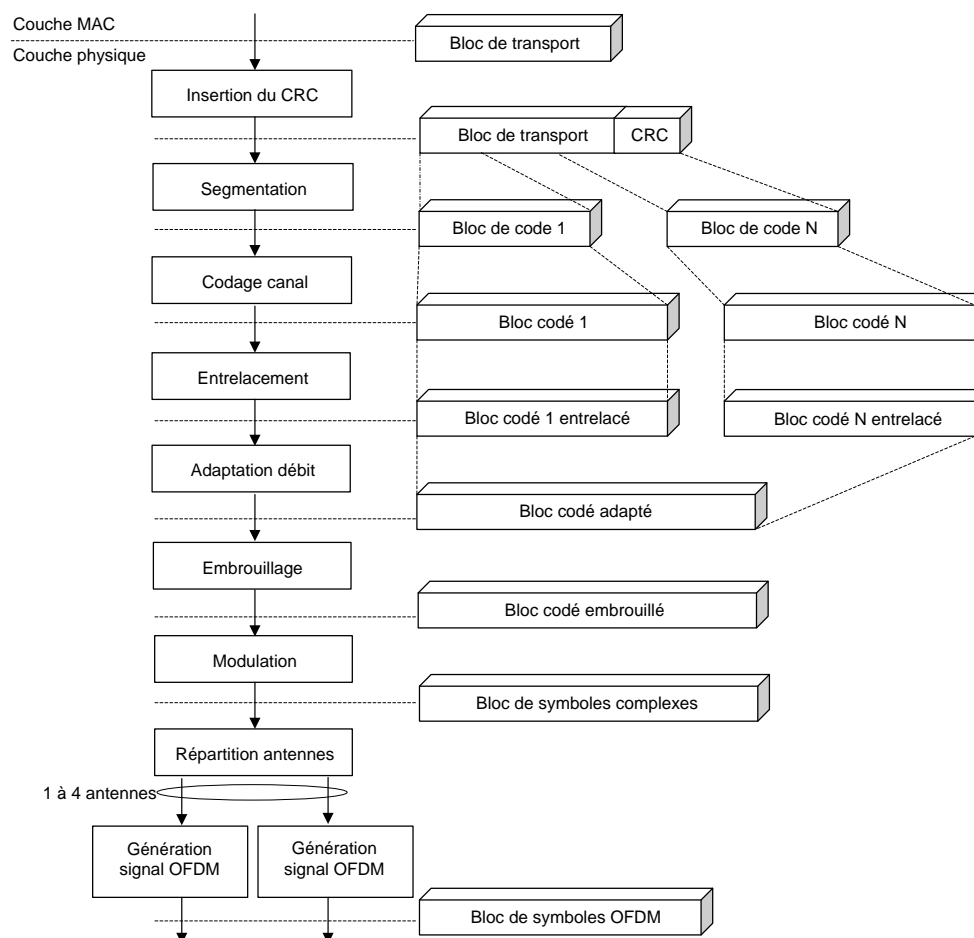 Couche MAC
Bloc de transport
Couche physique
Insertion du CRC
Bloc de transport
CRC
Segmentation
Bloc de code 1
Bloc de code N
Codage canal
Bloc codé 1
Bloc codé N
Entrelacement
Bloc codé 1 entrelacé
Bloc codé N entrelacé
Adaptation débit
Bloc codé adapté
Embrouillage
Bloc codé embrouillé
Modulation
Bloc de symboles complexes
Répartition antennes
1 à 4 antennes
Génération
signal OFDM
Génération
signal OFDM
Bloc de symboles OFDM